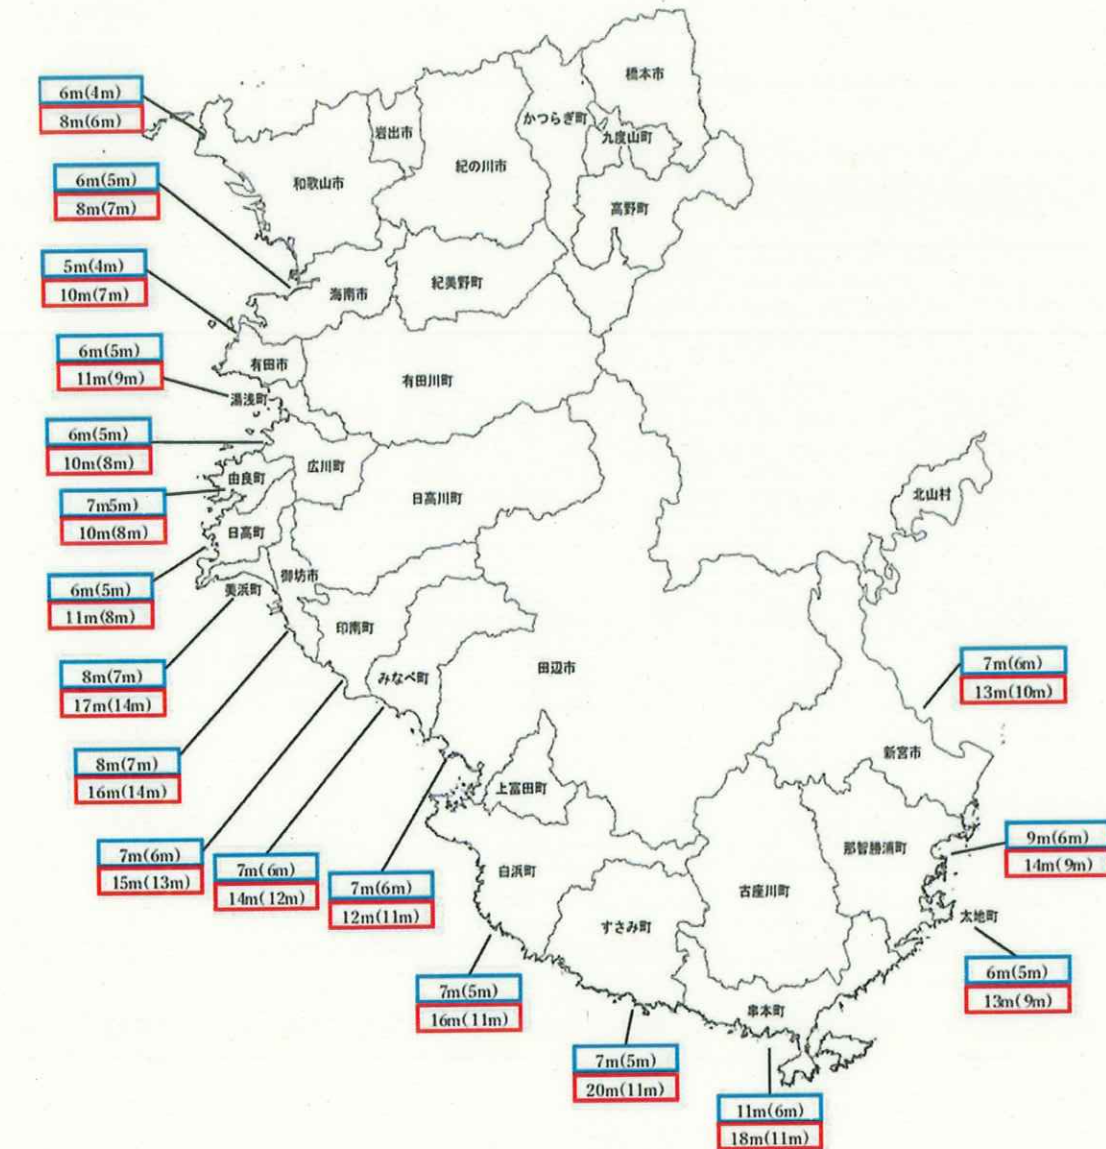 橋本市
6m(4m)
8m(6m)
岩出市
かつらぎ町
九度山町
紀の川市
和歌山市
6m(5m)
8m(7m)
高野町
5m(4m)
10m(7m)
海南市
紀美野町
6m(5m)
11m(9m)
有田市
有田川町
湯浅町
6m(5m)
10m(8m)
広川町
由良町
日高川町
北山村
7m5m)
10m(8m)
日高町
6m(5m)
11m(8m)
御坊市
美浜町
印南町
みなべ町
田辺市
8m(7m)
17m(14m)
7m(6m)
13m(10m)
新宮市
8m(7m)
16m(14m)
上富田町
7m(6m)
15m(13m)
7m(6m)
14m(12m)
7m(6m)
12m(11m)
白浜町
古座川町
那智勝浦町
9m(6m)
14m(9m)
太地町
すさみ町
6m(5m)
13m(9m)
7m(5m)
16m(11m)
串本町
7m(5m)
20m(11m)
11m(6m)
18m(11m)